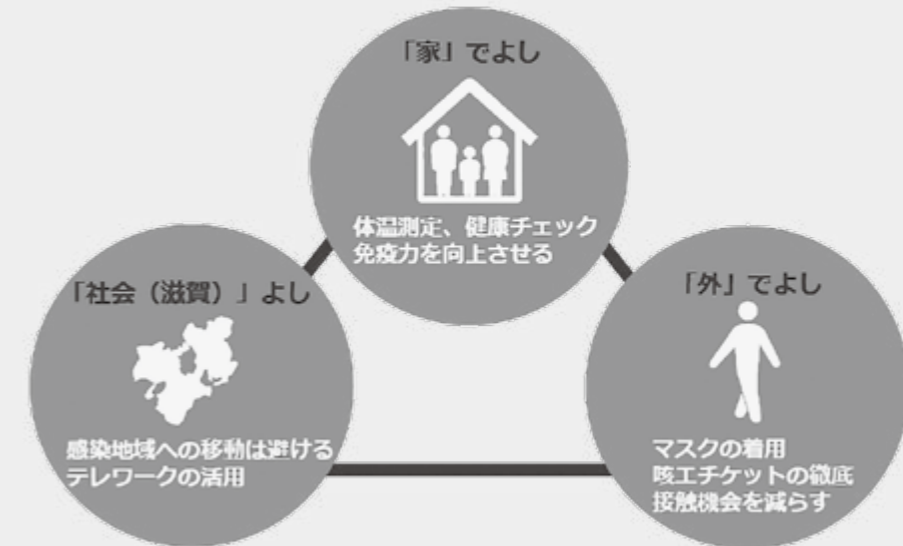 「家」でよし
体温測定、健康チェック
免疫力を向上させる
「社会（滋賀）」よし
感染地域への移動は避ける
テレワークの活用
「外」でよし
マスクの着用
咳エチケットの徹底
接触機会を減らす